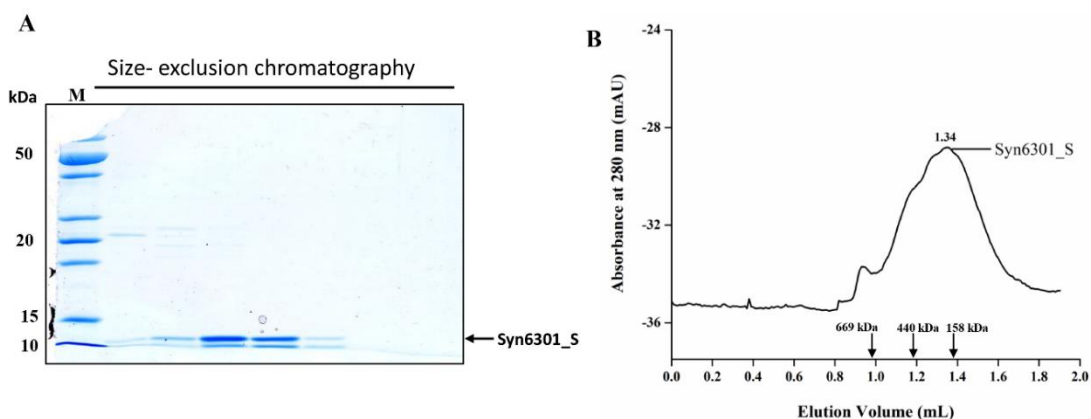 A
Size- exclusion chromatography
kDa
M
50
20
15
10
Syn6301_S
B
Absorbance at 280 nm (mAU)
-24
-28
-32
-36
1.34
Syn6301_S
669 kDa
440 kDa
158 kDa
0.0 0.2 0.4 0.6 0.8 1.0 1.2 1.4 1.6 1.8 2.0
Elution Volume (mL)